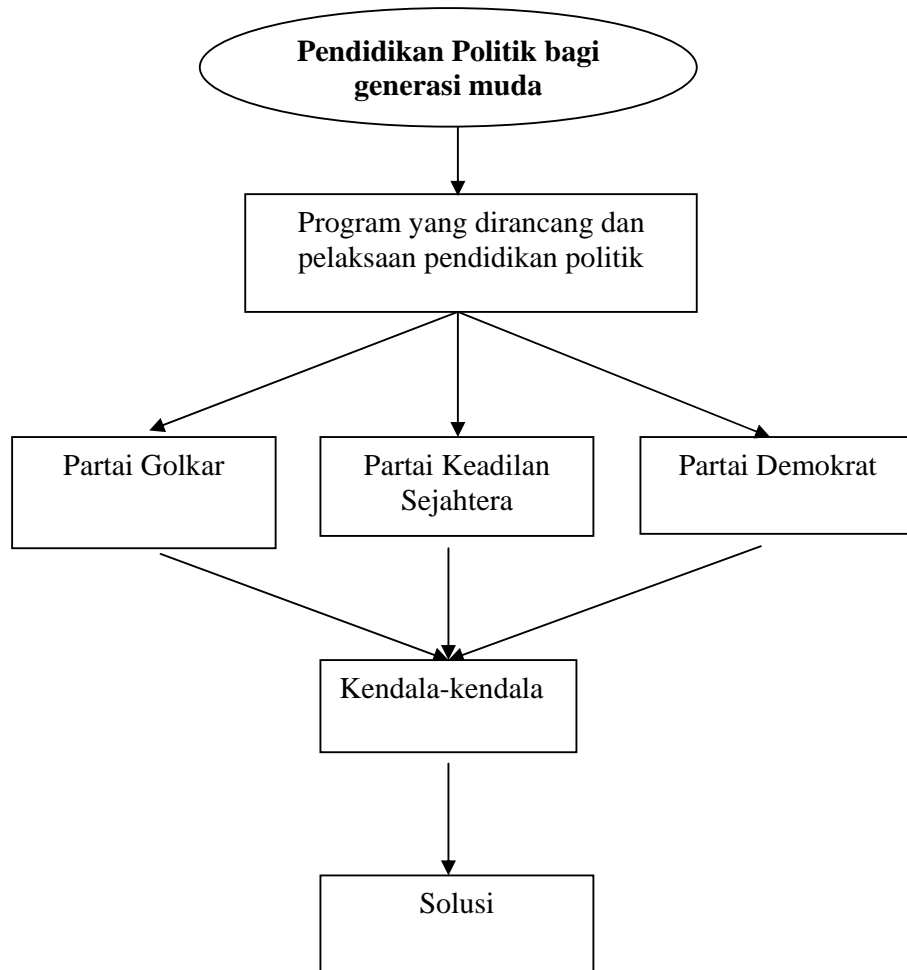 Pendidikan Politik bagi
generasi muda
Program yang dirancang dan
pelaksaan pendidikan politik
Partai Golkar
Partai Keadilan
Sejahtera
Partai Demokrat
Kendala-kendala
Solusi